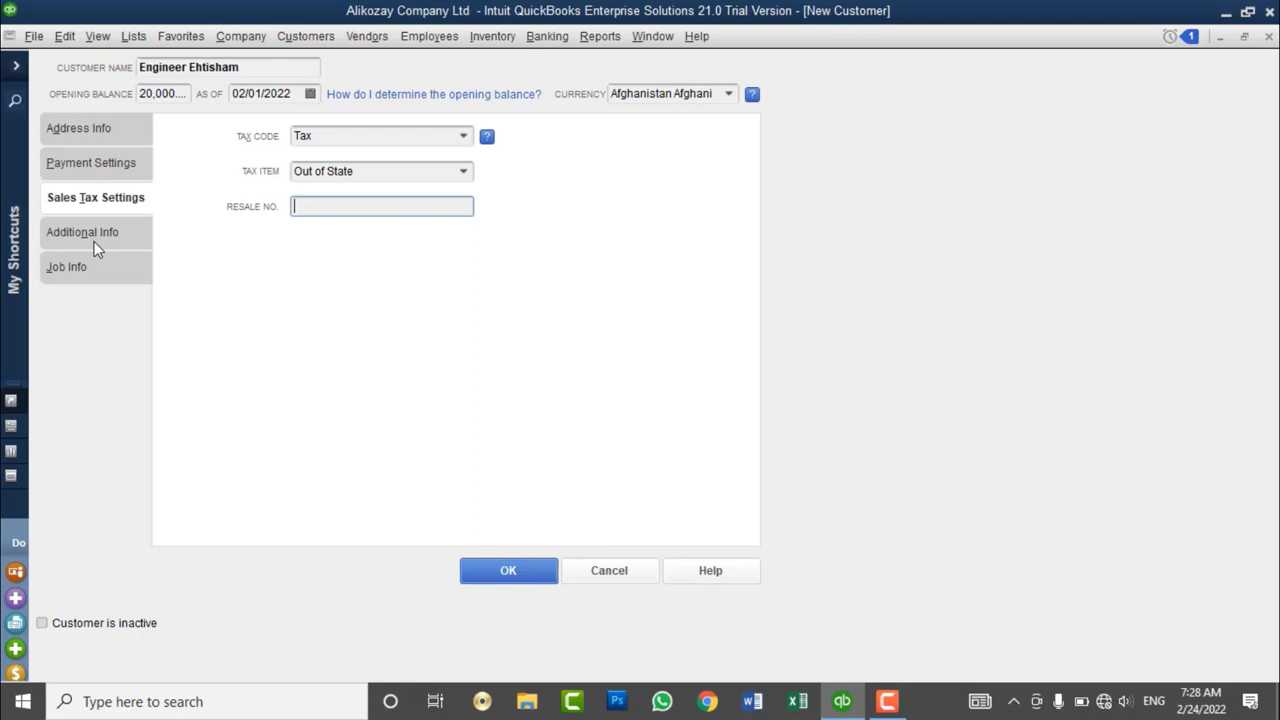 Alikozay Company Ltd - Intuit QuickBooks Enterprise Solutions 21.0 Trial Version - [New Customer]
File Edit View Lists Favorites Company Customers Vendors Employees Inventory Banking Reports Window Help 1
CUSTOMER NAME Engineer Ehtisham
OPENING BALANCE 20,000.... AS OF 02/01/2022 How do I determine the opening balance? CURRENCY Afghanistan Afghani ?
Address Info
Payment Settings
Sales Tax Settings
Additional Info
Job Info
TAX CODE Tax ?
TAX ITEM Out of State
RESALE NO.
My Shortcuts
Do
OK Cancel Help
Customer is inactive
Type here to search
ENG
7:28 AM
2/24/2022